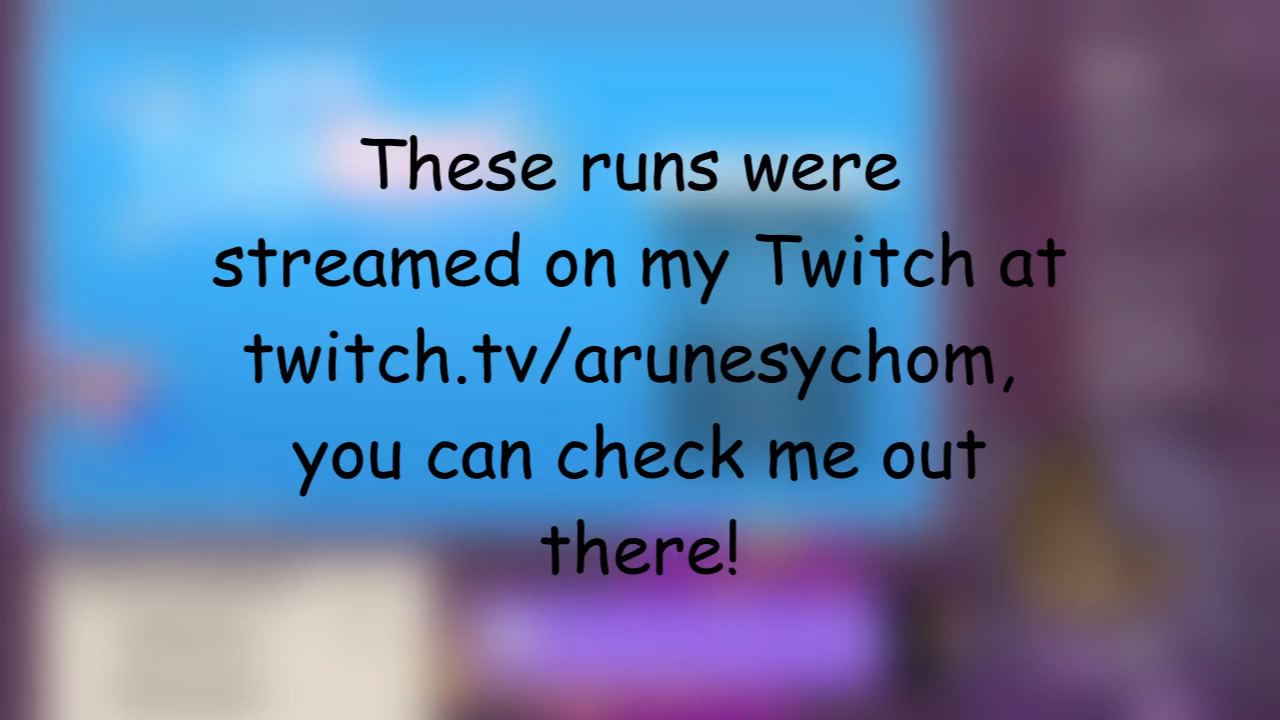 These runs were
streamed on my Twitch at
twitch.tv/arunesychom,
you can check me out
there!